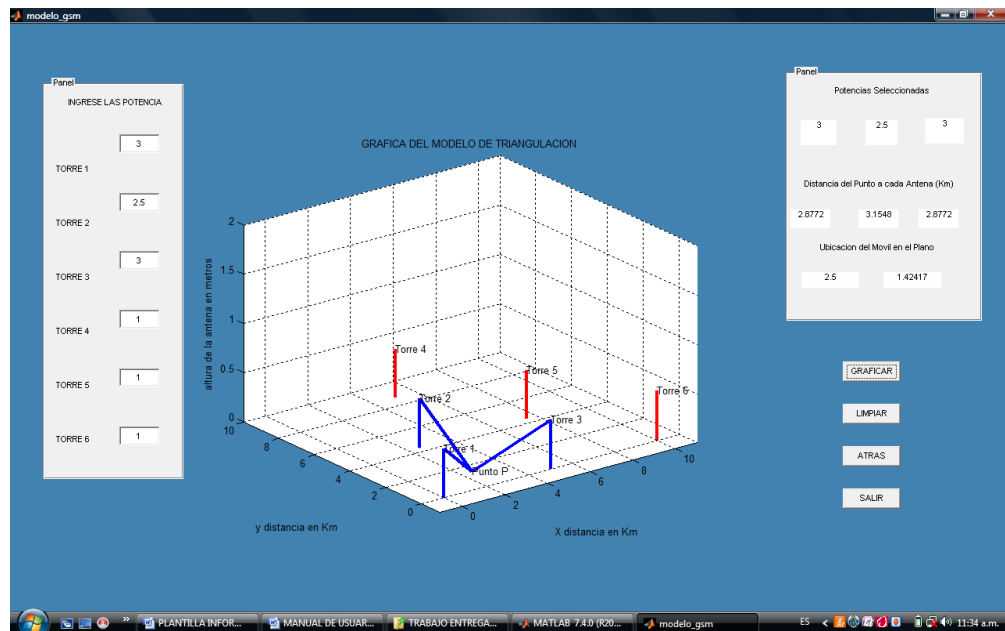 modelo_gsm
Panel
INGRESE LAS POTENCIA
3
TORRE 1
2.5
TORRE 2
3
TORRE 3
1
TORRE 4
1
TORRE 5
1
TORRE 6
GRAFICA DEL MODELO DE TRIANGULACION
altura de la antena en metros
2
1.5
1
0.5
0
10
8
6
4
2
0
y distancia en Km
0
2
4
6
8
10
X distancia en Km
Torre 4
Torre 5
Torre 6
Torre 2
Torre 3
Torre 1
Punto P
Panel
Potencias Seleccionadas
3 2.5 3
Distancia del Punto a cada Antena (Km)
2.8772 3.1548 2.8772
Ubicacion del Movil en el Plano
2.5 1.42417
GRAFICAR
LIMPIAR
ATRAS
SALIR
PLANTILLA INFOR...
MANUAL DE USUAR...
TRABAJO ENTREGA...
MATLAB 7.4.0 (R20...
modelo_gsm
ES
11:34 a.m.